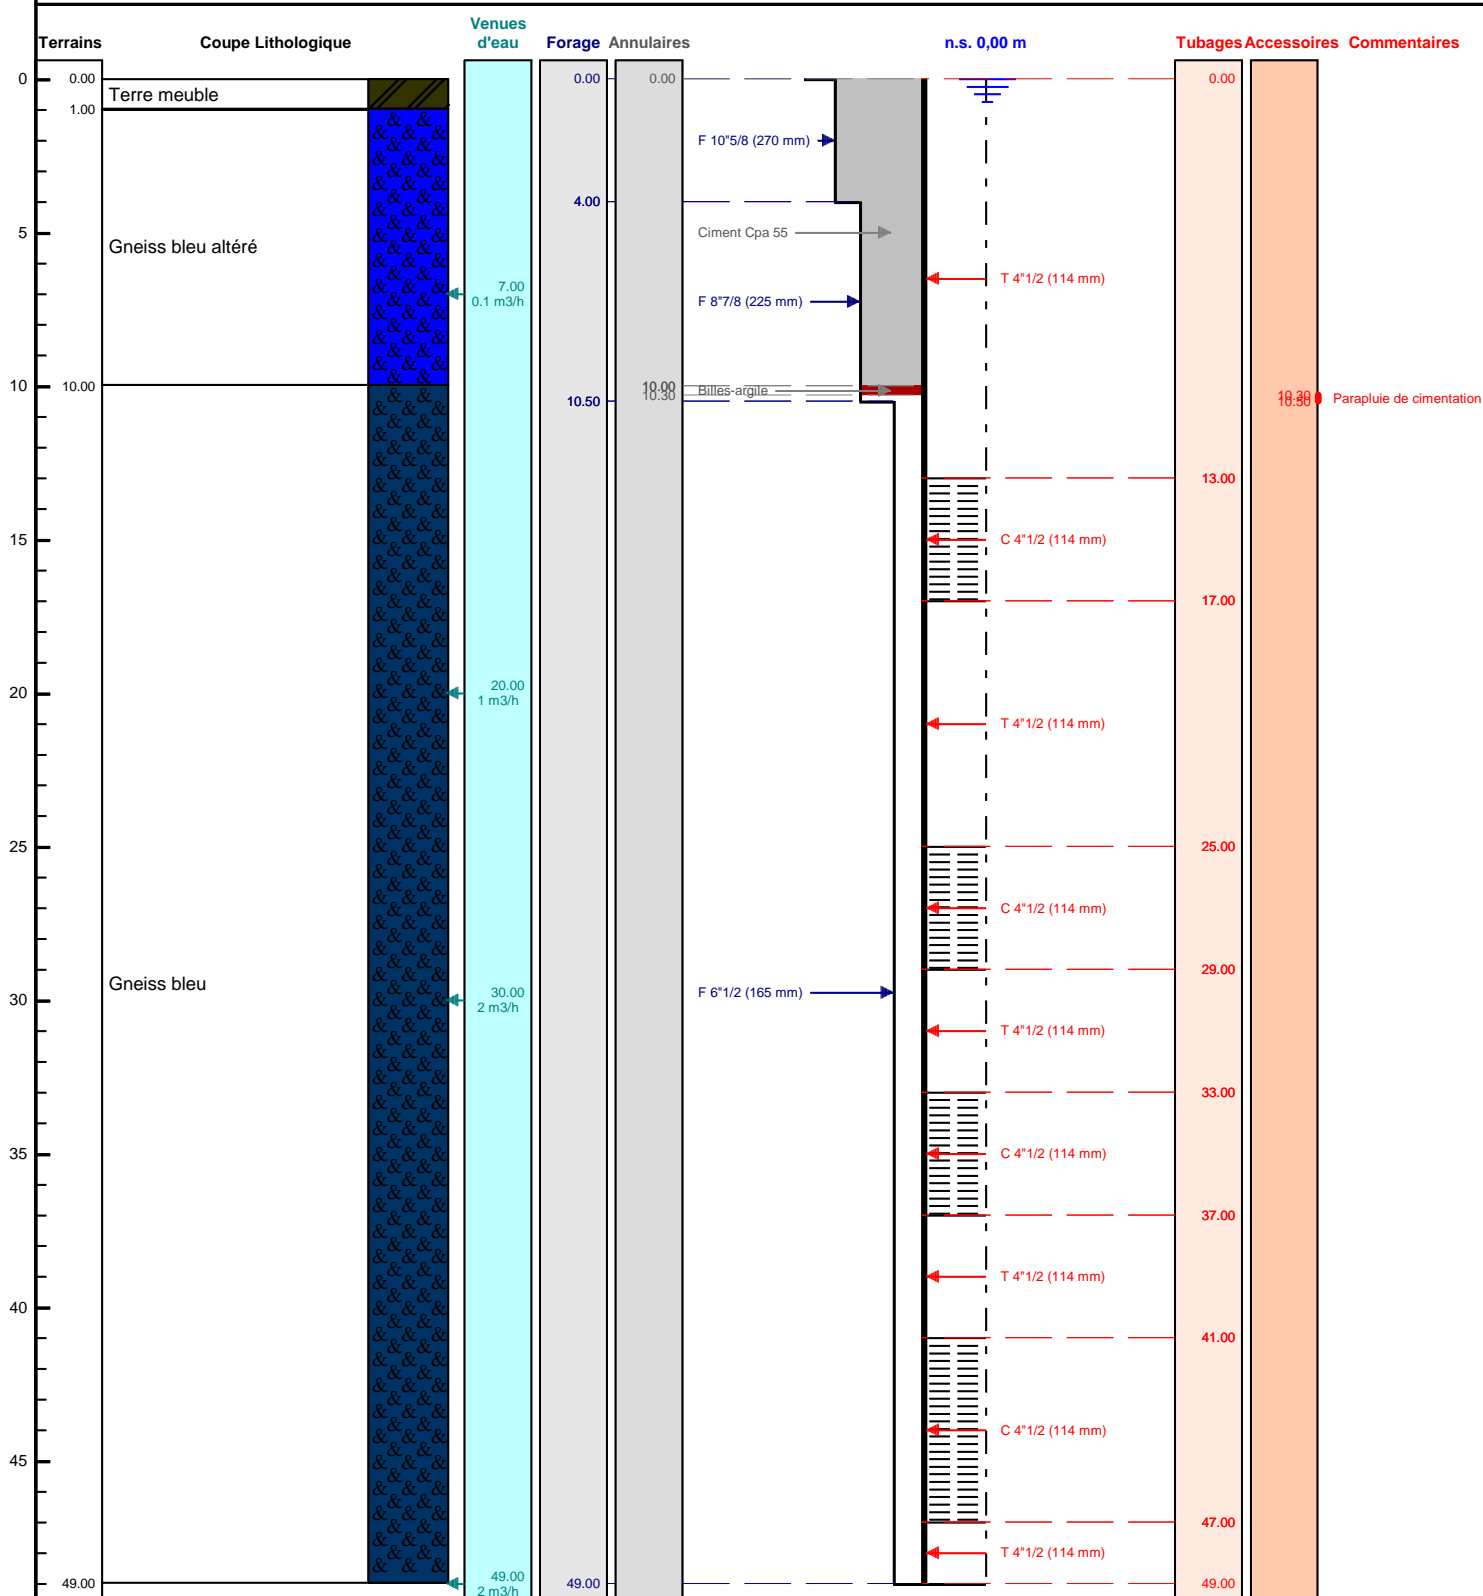 Terrains Coupe Lithologique Venues d'eau Forage Annulaires n.s. 0,00 m Tubages Accessoires Commentaires
0 0.00 0.00 0.00 0.00
Terre meuble
1.00
F 10"5/8 (270 mm)
4.00
5
Ciment Cpa 55
Gneiss bleu altéré
T 4"1/2 (114 mm)
7.00
0.1 m3/h
F 8"7/8 (225 mm)
10 10.00 10.00
Billes-argile
10.30 10.30
10.50 10.50 Parapluie de cimentation
13.00
15 C 4"1/2 (114 mm)
17.00
20 20.00
1 m3/h
T 4"1/2 (114 mm)
25 25.00
C 4"1/2 (114 mm)
29.00
Gneiss bleu
F 6"1/2 (165 mm)
30 30.00
2 m3/h
T 4"1/2 (114 mm)
33.00
35 C 4"1/2 (114 mm)
37.00
T 4"1/2 (114 mm)
40
41.00
C 4"1/2 (114 mm)
45
47.00
T 4"1/2 (114 mm)
49.00 49.00 49.00 49.00
2 m3/h